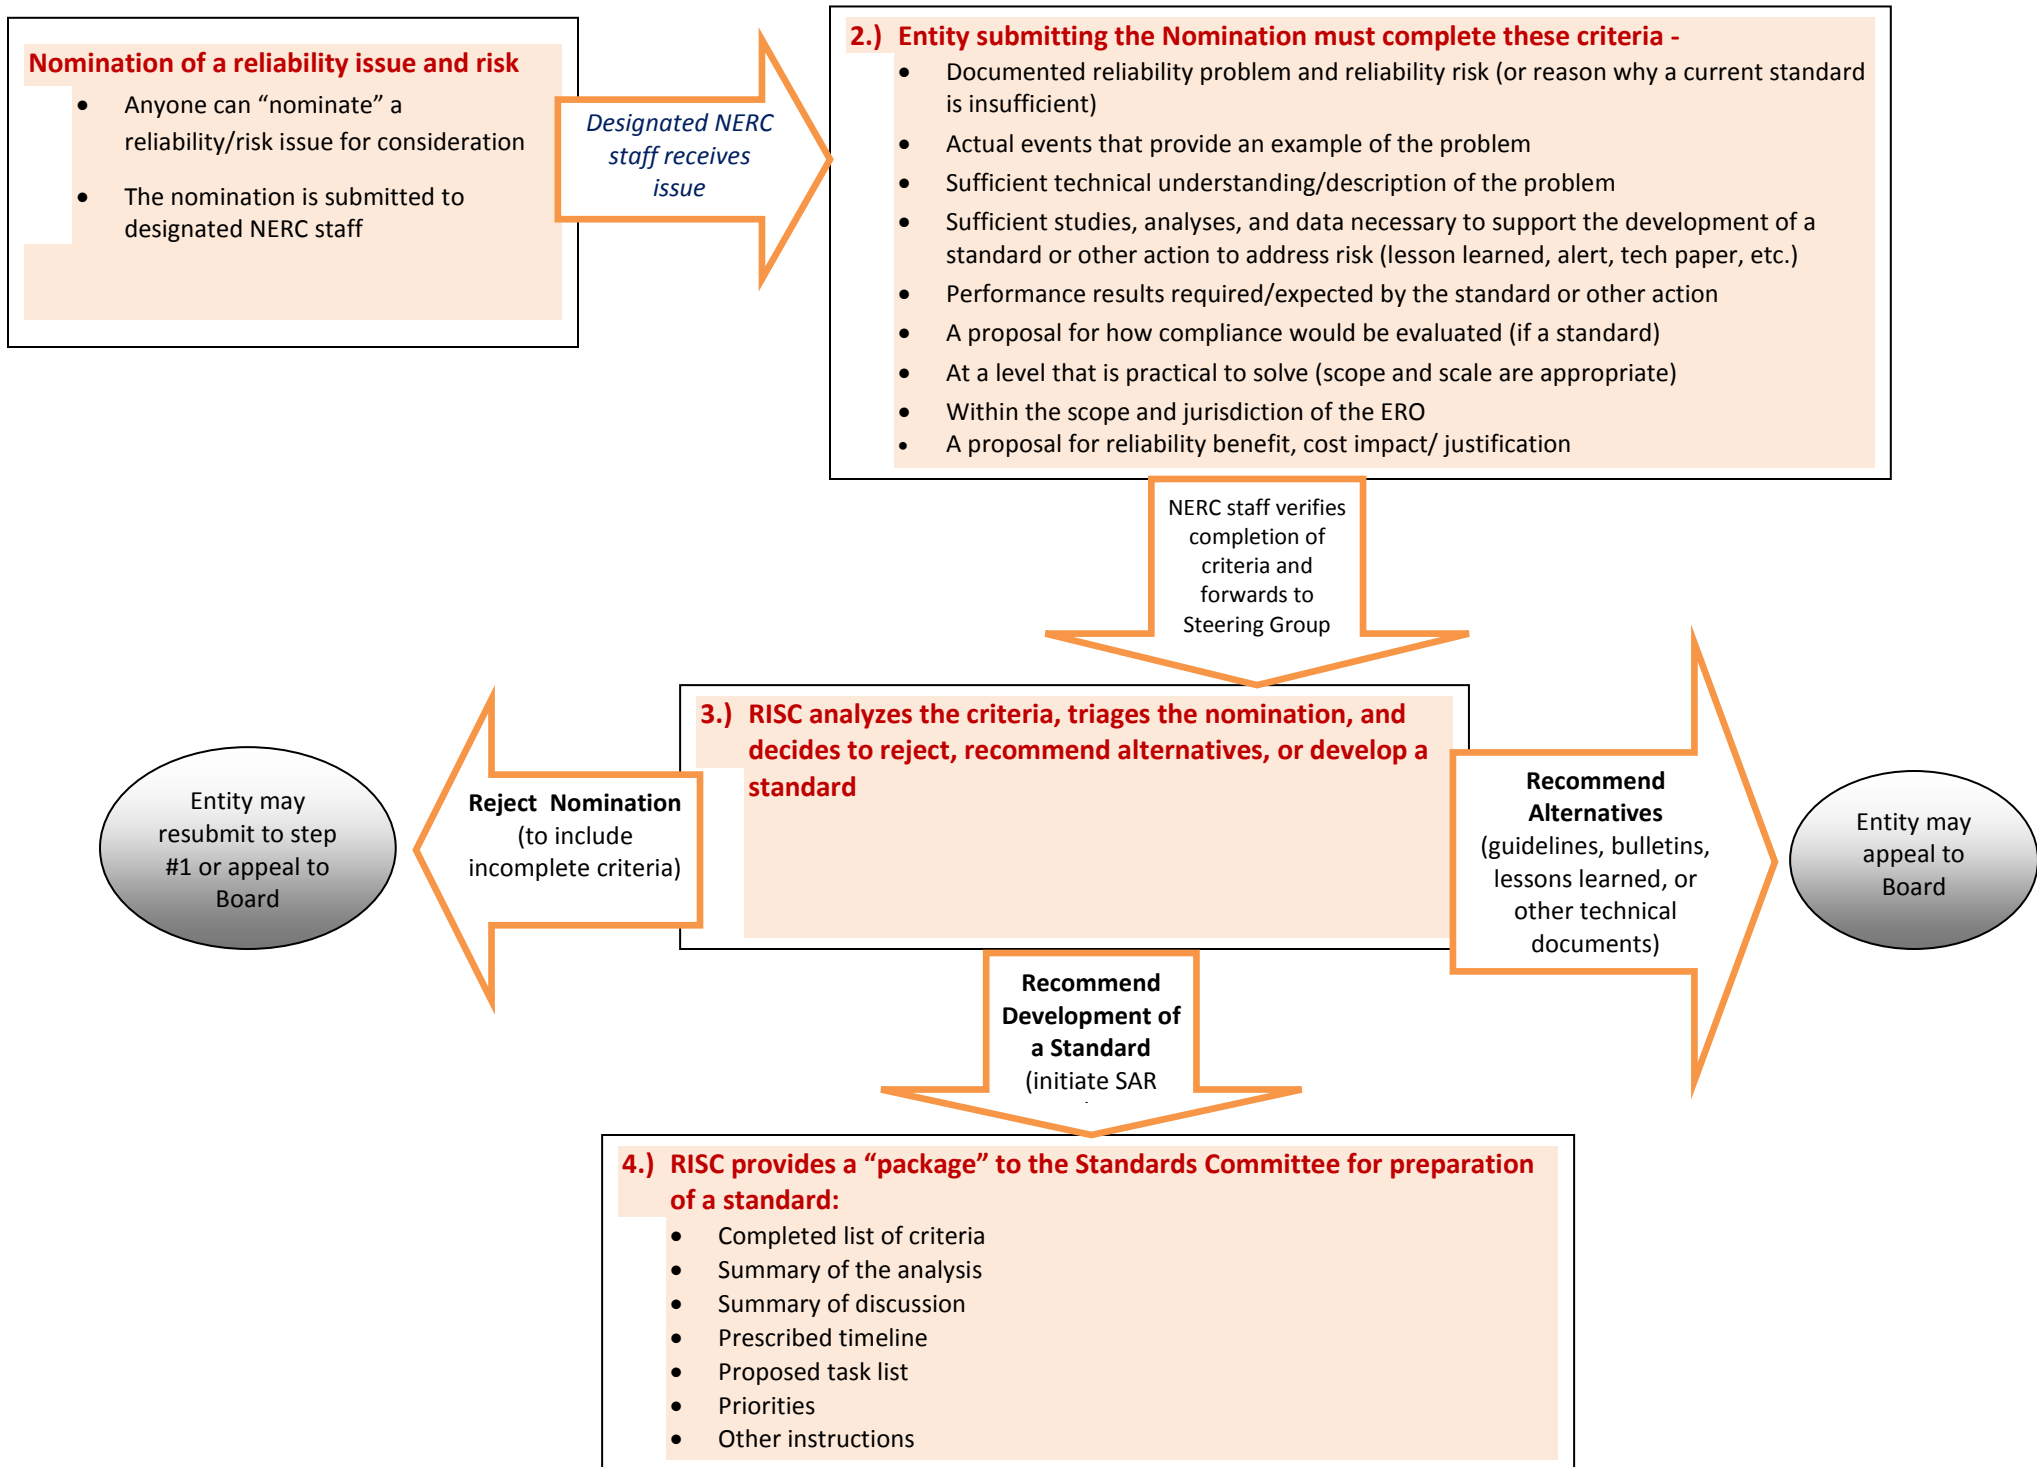 Nomination of a reliability issue and risk
• Anyone can “nominate” a
reliability/risk issue for consideration
• The nomination is submitted to
designated NERC staff
Designated NERC
staff receives
issue
2.) Entity submitting the Nomination must complete these criteria -
• Documented reliability problem and reliability risk (or reason why a current standard
is insufficient)
• Actual events that provide an example of the problem
• Sufficient technical understanding/description of the problem
• Sufficient studies, analyses, and data necessary to support the development of a
standard or other action to address risk (lesson learned, alert, tech paper, etc.)
• Performance results required/expected by the standard or other action
• A proposal for how compliance would be evaluated (if a standard)
• At a level that is practical to solve (scope and scale are appropriate)
• Within the scope and jurisdiction of the ERO
• A proposal for reliability benefit, cost impact/ justification
NERC staff verifies
completion of
criteria and
forwards to
Steering Group
3.) RISC analyzes the criteria, triages the nomination, and
decides to reject, recommend alternatives, or develop a
standard
Reject Nomination
(to include
incomplete criteria)
Entity may
resubmit to step
#1 or appeal to
Board
Recommend
Alternatives
(guidelines, bulletins,
lessons learned, or
other technical
documents)
Entity may
appeal to
Board
Recommend
Development of
a Standard
(initiate SAR
4.) RISC provides a “package” to the Standards Committee for preparation
of a standard:
• Completed list of criteria
• Summary of the analysis
• Summary of discussion
• Prescribed timeline
• Proposed task list
• Priorities
• Other instructions